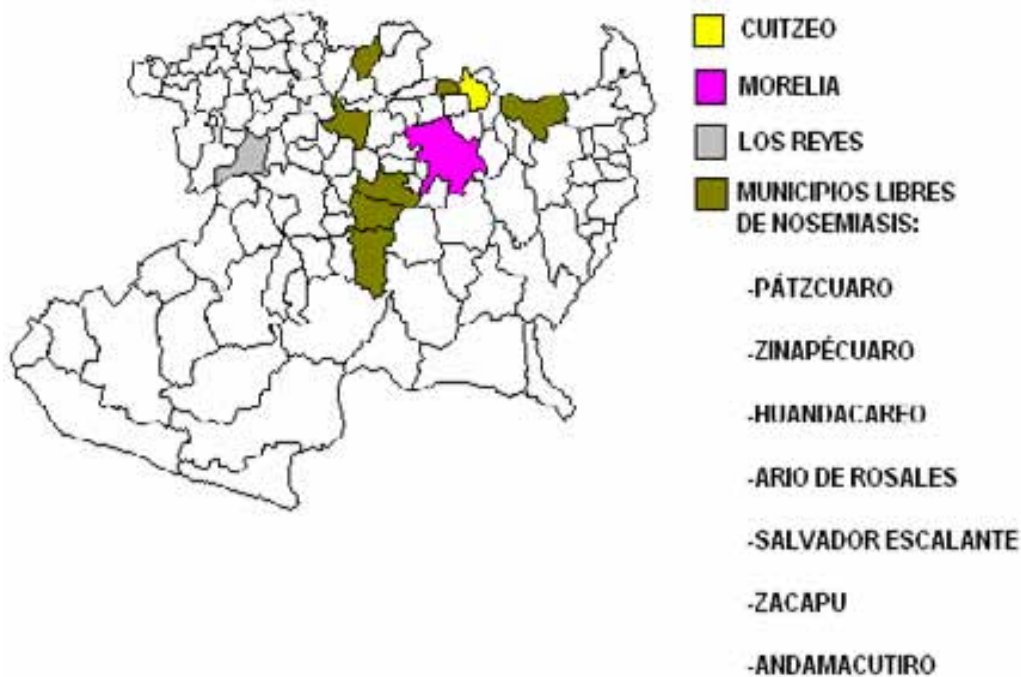 CUITZEO
MORELIA
LOS REYES
MUNICIPIOS LIBRES
DE NOSEMIASIS:
-PÁTZCUARO
-ZINAPÉCUARO
-HUANDACAREO
-ARIO DE ROSALES
-SALVADOR ESCALANTE
-ZACAPU
-ANDAMACUTIRO